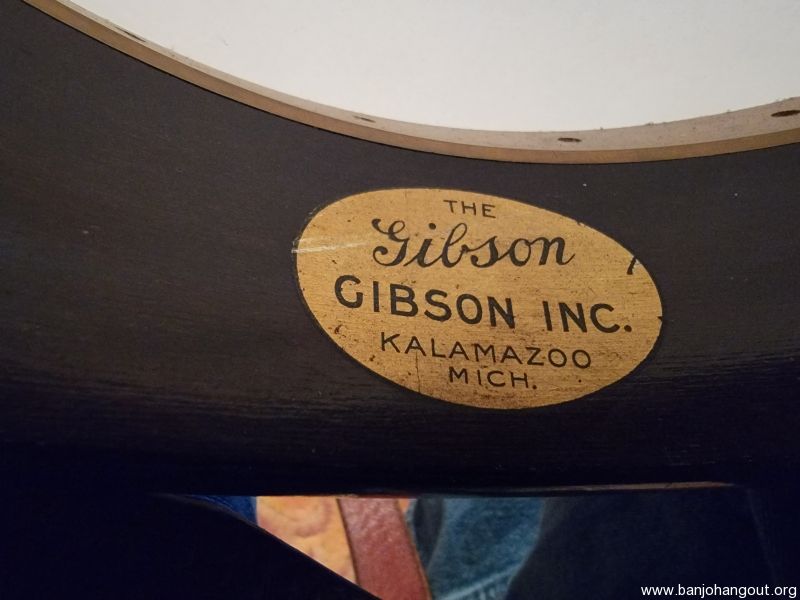 THE
Gibson
GIBSON INC.
KALAMAZOO
MICH.
www.banjohangout.org